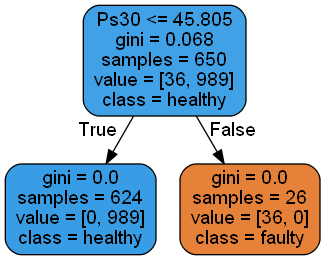 Ps30 <= 45.805
gini = 0.068
samples = 650
value = [36, 989]
class = healthy
True
False
gini = 0.0
samples = 624
value = [0, 989]
class = healthy
gini = 0.0
samples = 26
value = [36, 0]
class = faulty